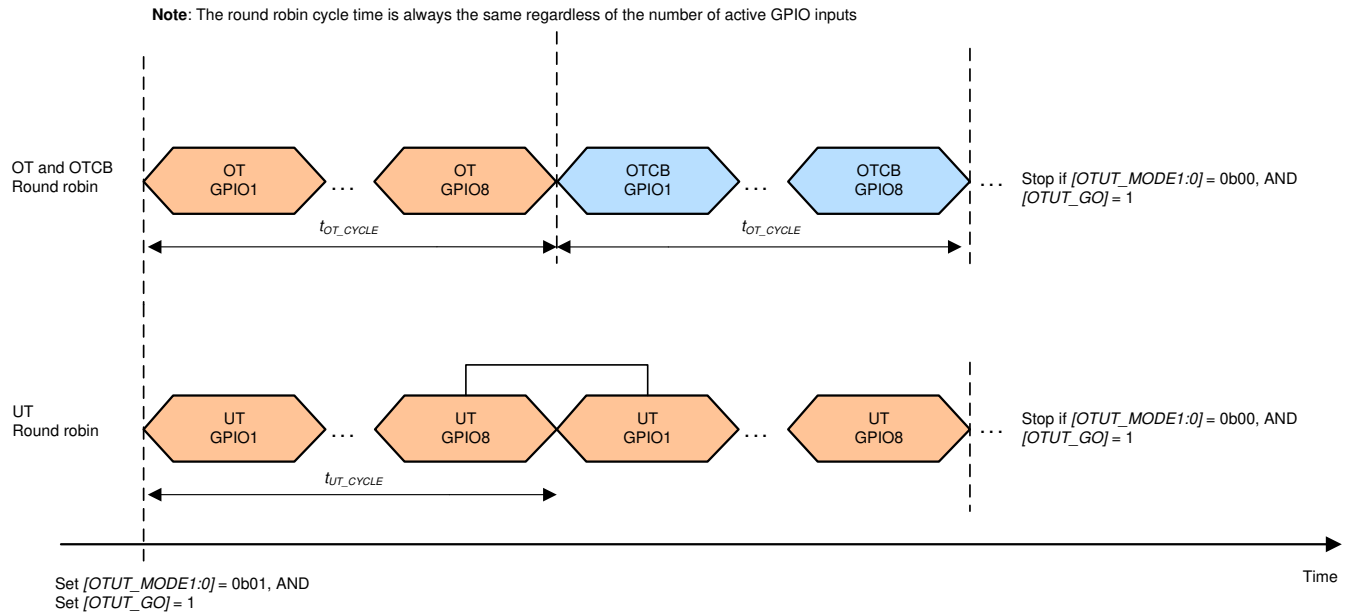 Note: The round robin cycle time is always the same regardless of the number of active GPIO inputs
OT and OTCB
Round robin
OT
GPIO1
...
OT
GPIO8
OTCB
GPIO1
...
OTCB
GPIO8
...
Stop if [OTUT_MODE1:0] = 0b00, AND
[OTUT_GO] = 1
tOT_CYCLE
tOT_CYCLE
UT
Round robin
UT
GPIO1
...
UT
GPIO8
UT
GPIO1
...
UT
GPIO8
...
Stop if [OTUT_MODE1:0] = 0b00, AND
[OTUT_GO] = 1
tUT_CYCLE
Time
Set [OTUT_MODE1:0] = 0b01, AND
Set [OTUT_GO] = 1